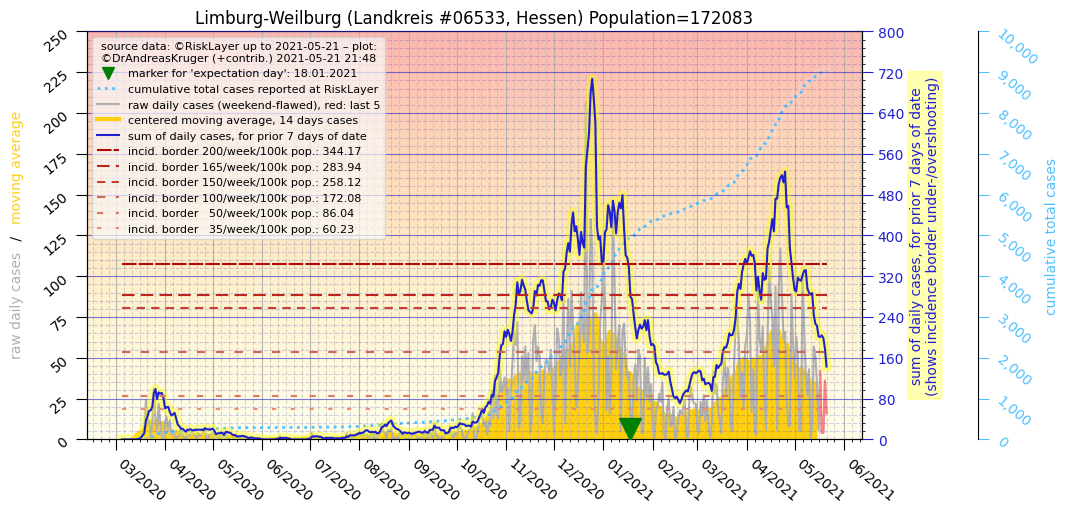 Limburg-Weilburg (Landkreis #06533, Hessen) Population=172083
source data: ©RiskLayer up to 2021-05-21 – plot:
©DrAndreasKruger (+contrib.) 2021-05-21 21:48
marker for 'expectation day': 18.01.2021
cumulative total cases reported at RiskLayer
raw daily cases (weekend-flawed), red: last 5
centered moving average, 14 days cases
sum of daily cases, for prior 7 days of date
incid. border 200/week/100k pop.: 344.17
incid. border 165/week/100k pop.: 283.94
incid. border 150/week/100k pop.: 258.12
incid. border 100/week/100k pop.: 172.08
incid. border   50/week/100k pop.: 86.04
incid. border   35/week/100k pop.: 60.23
raw daily cases / moving average
250
225
200
175
150
125
100
75
50
25
0
03/2020
04/2020
05/2020
06/2020
07/2020
08/2020
09/2020
10/2020
11/2020
12/2020
01/2021
02/2021
03/2021
04/2021
05/2021
06/2021
800
720
640
560
480
400
320
240
160
80
0
sum of daily cases, for prior 7 days of date
(shows incidence border under-/overshooting)
10,000
9,000
8,000
7,000
6,000
5,000
4,000
3,000
2,000
1,000
0
cumulative total cases